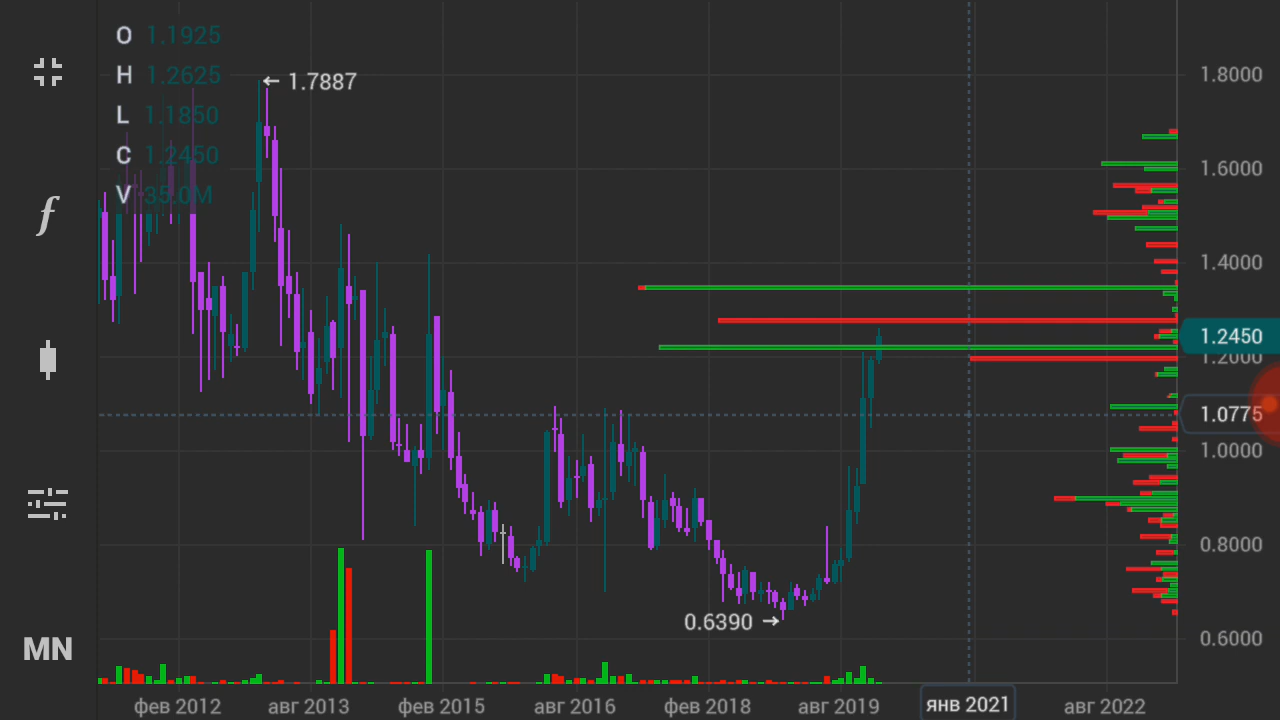 O 1.1925
H 1.2625
L 1.1850
C 1.2450
V 35.0M
1.7887
0.6390
1.8000
1.6000
1.4000
1.2450
1.2000
1.0775
1.0000
0.8000
0.6000
f
MN
фев 2012
авг 2013
фев 2015
авг 2016
фев 2018
авг 2019
янв 2021
авг 2022